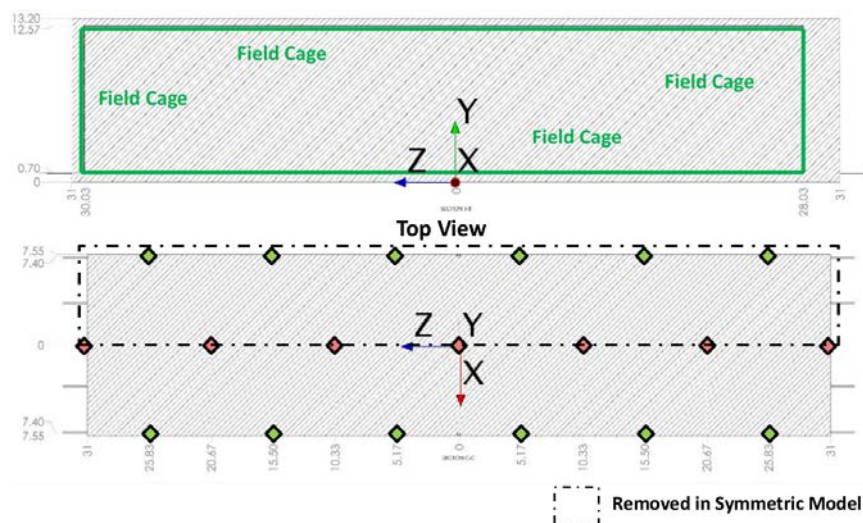 13.20
12.57
Field Cage
Field Cage
Field Cage
Field Cage
Y
Z
X
0.70
0
31
30.03
0
28.03
31
Top View
7.55
7.40
Z
Y
0
X
7.40
7.55
31
25.83
20.67
15.50
10.33
5.17
0
5.17
10.33
15.50
20.67
25.83
31
Removed in Symmetric Model